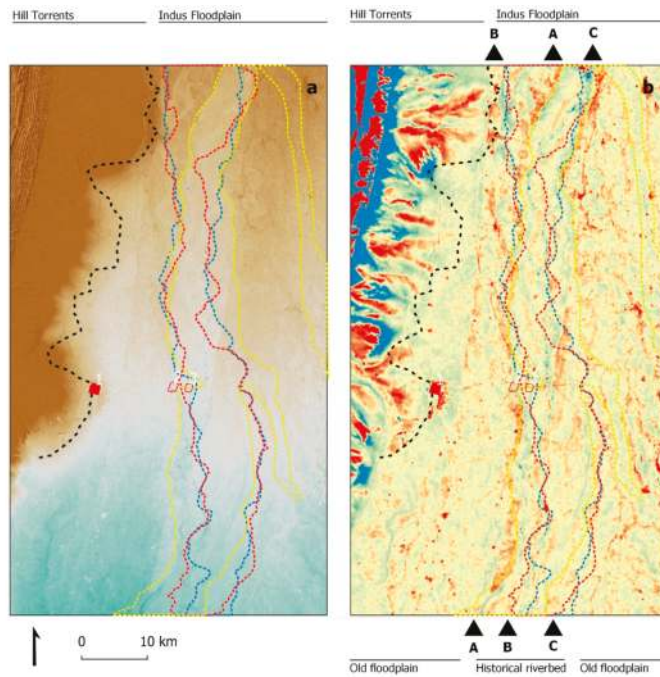 Hill Torrents Indus Floodplain Hill Torrents Indus Floodplain
B A C
a b
0 10 km
A B C
Old floodplain Historical riverbed Old floodplain